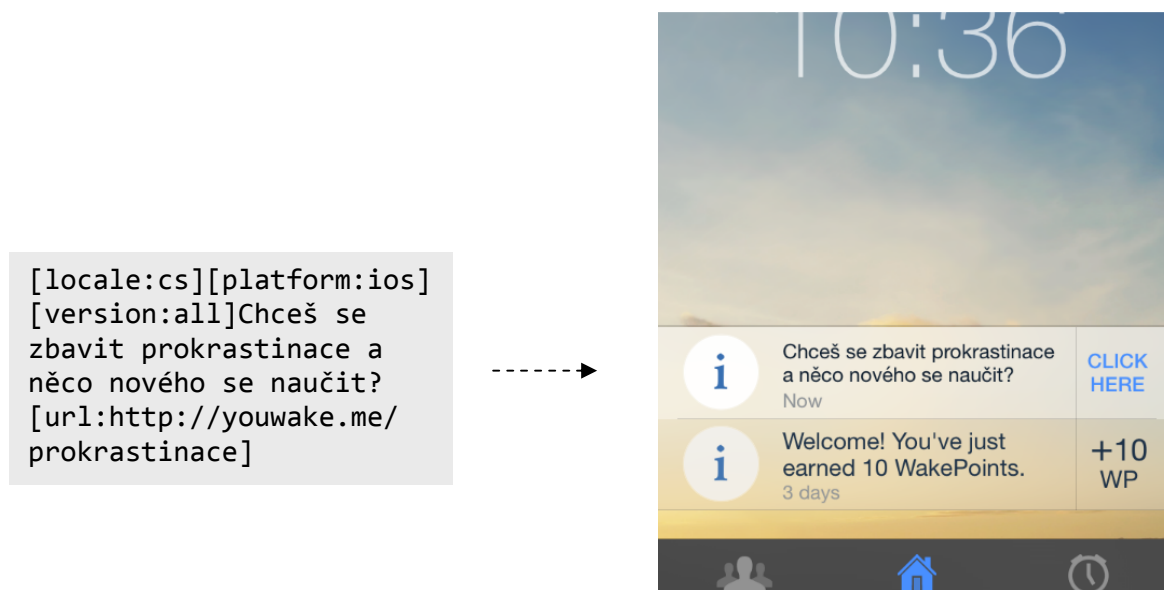 [locale:cs][platform:ios]
[version:all]Chceš se
zbavit prokrastinace a
něco nového se naučit?
[url:http://youwake.me/
prokrastinace]
10:36
Chceš se zbavit prokrastinace
a něco nového se naučit?
Now
CLICK
HERE
Welcome! You've just
earned 10 WakePoints.
3 days
+10
WP